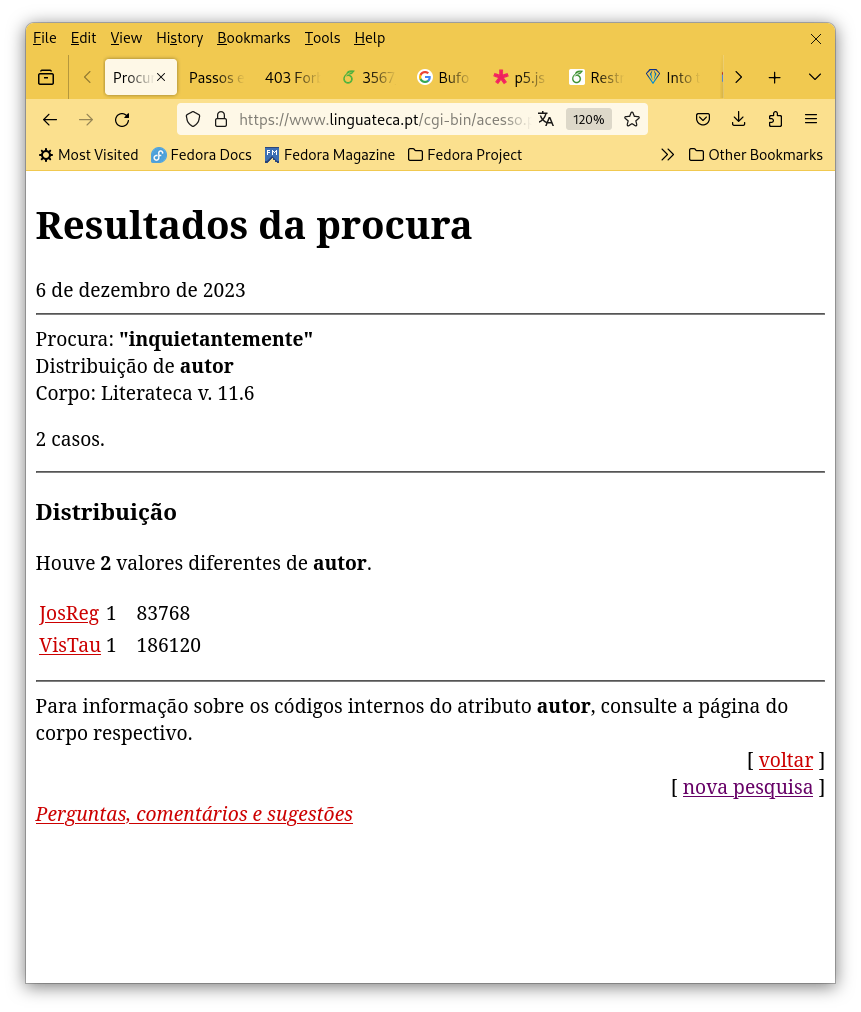 File Edit View History Bookmarks Tools Help
Procu Passos e 403 For 3567 Bufo p5.js Rest Into t
https://www.linguateca.pt/cgi-bin/acesso.p 120%
Most Visited Fedora Docs Fedora Magazine Fedora Project Other Bookmarks
Resultados da procura
6 de dezembro de 2023
Procura: "inquietantemente"
Distribuição de autor
Corpo: Literateca v. 11.6
2 casos.
Distribuição
Houve 2 valores diferentes de autor.
JosReg 1 83768
VisTau 1 186120
Para informação sobre os códigos internos do atributo autor, consulte a página do
corpo respectivo.
[ voltar ]
[ nova pesquisa ]
Perguntas, comentários e sugestões